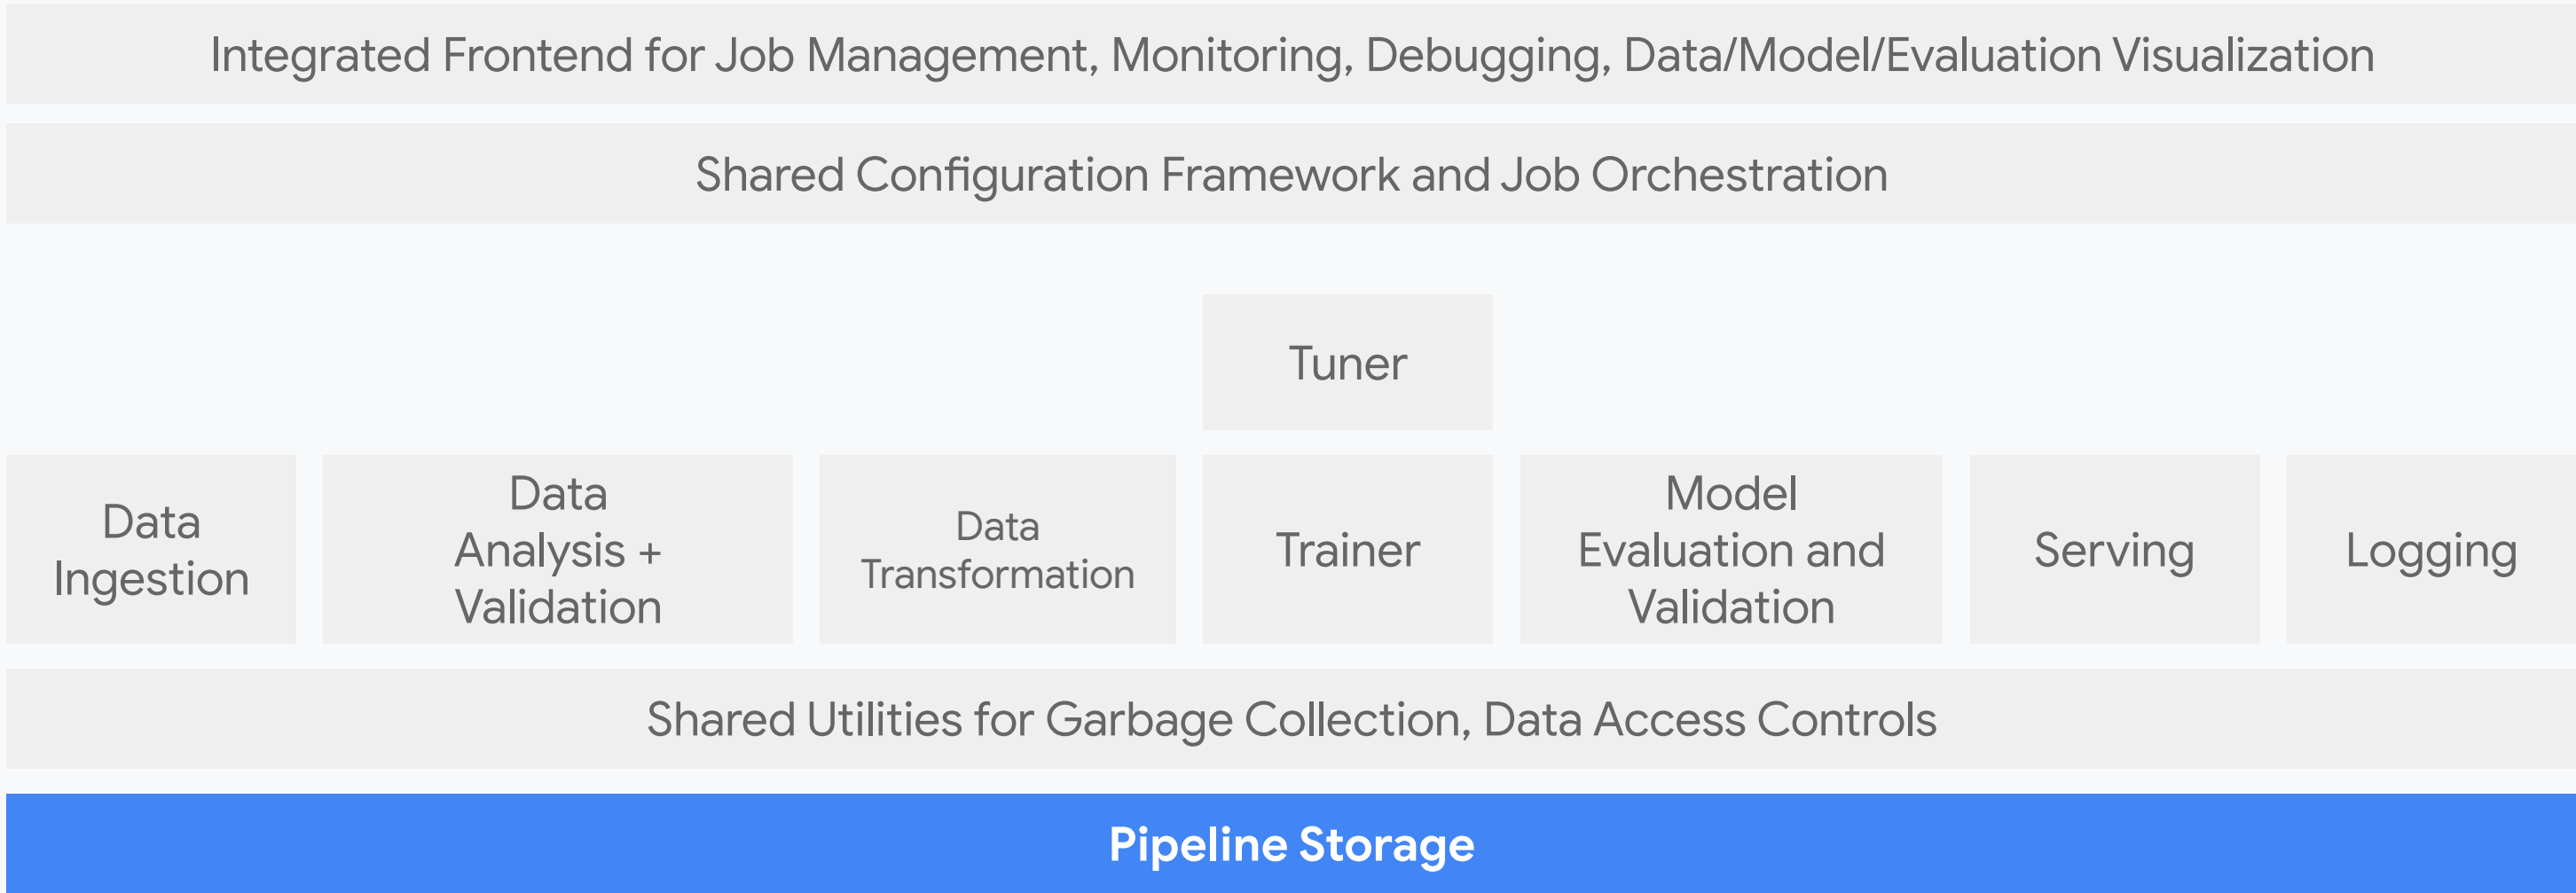 Integrated Frontend for Job Management, Monitoring, Debugging, Data/Model/Evaluation Visualization
Shared Configuration Framework and Job Orchestration
Tuner
Data
Ingestion
Data
Analysis +
Validation
Data
Transformation
Trainer
Model
Evaluation and
Validation
Serving
Logging
Shared Utilities for Garbage Collection, Data Access Controls
Pipeline Storage